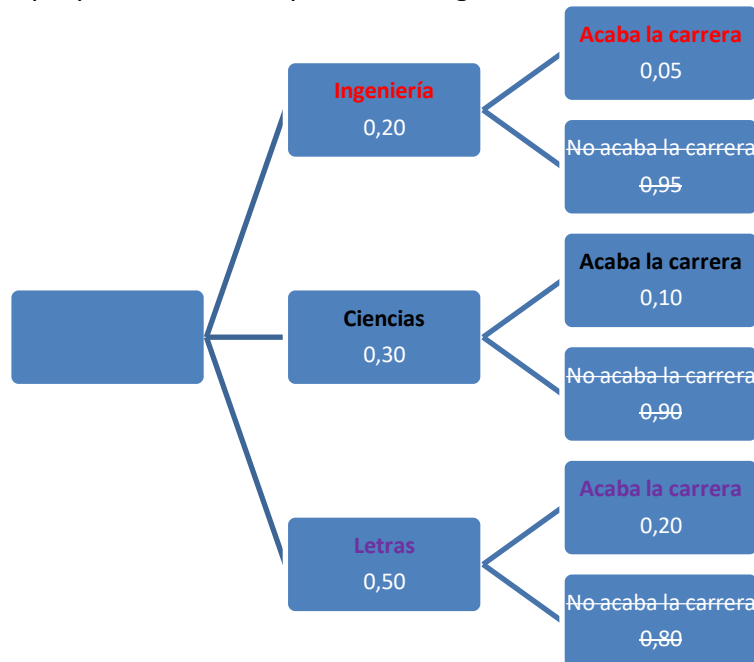 Acaba la carrera
0,05
Ingeniería
0,20
No acaba la carrera
0,95
Acaba la carrera
0,10
Ciencias
0,30
No acaba la carrera
0,90
Acaba la carrera
0,20
Letras
0,50
No acaba la carrera
0,80